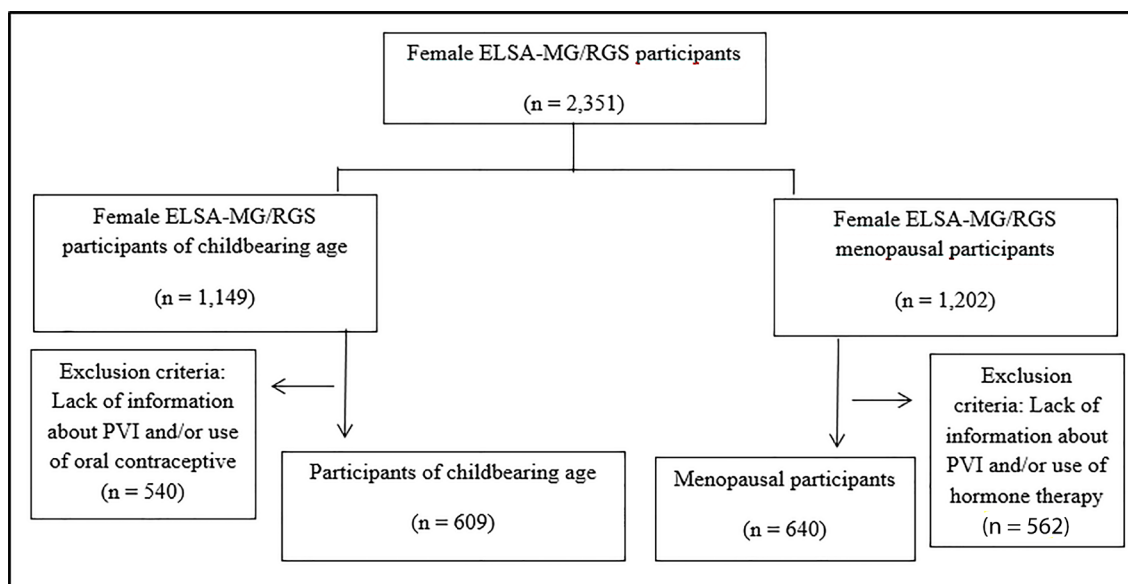 Female ELSA-MG/RGS participants
(n = 2,351)
Female ELSA-MG/RGS
participants of childbearing age
(n = 1,149)
Female ELSA-MG/RGS
menopausal participants
(n = 1,202)
Exclusion criteria:
Lack of information
about PVI and/or use
of oral contraceptive
(n = 540)
Participants of childbearing age
(n = 609)
Menopausal participants
(n = 640)
Exclusion
criteria: Lack of
information about
PVI and/or use of
hormone therapy
(n = 562)